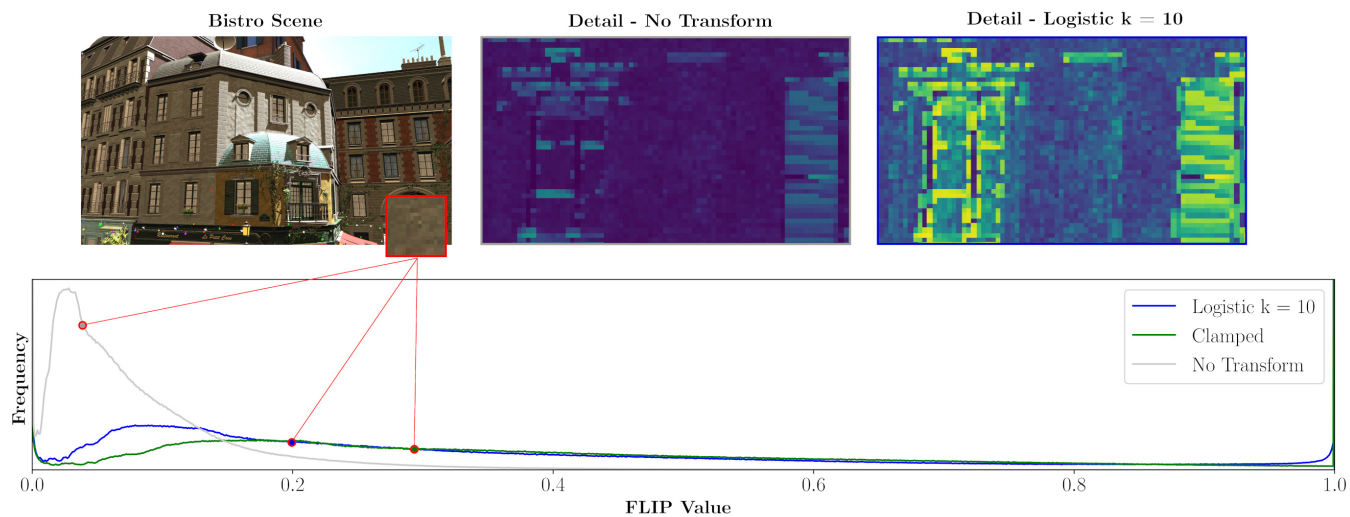 Bistro Scene
Detail - No Transform
Detail - Logistic k = 10
Frequency
Logistic k = 10
Clamped
No Transform
0.0 0.2 0.4 0.6 0.8 1.0
FLIP Value